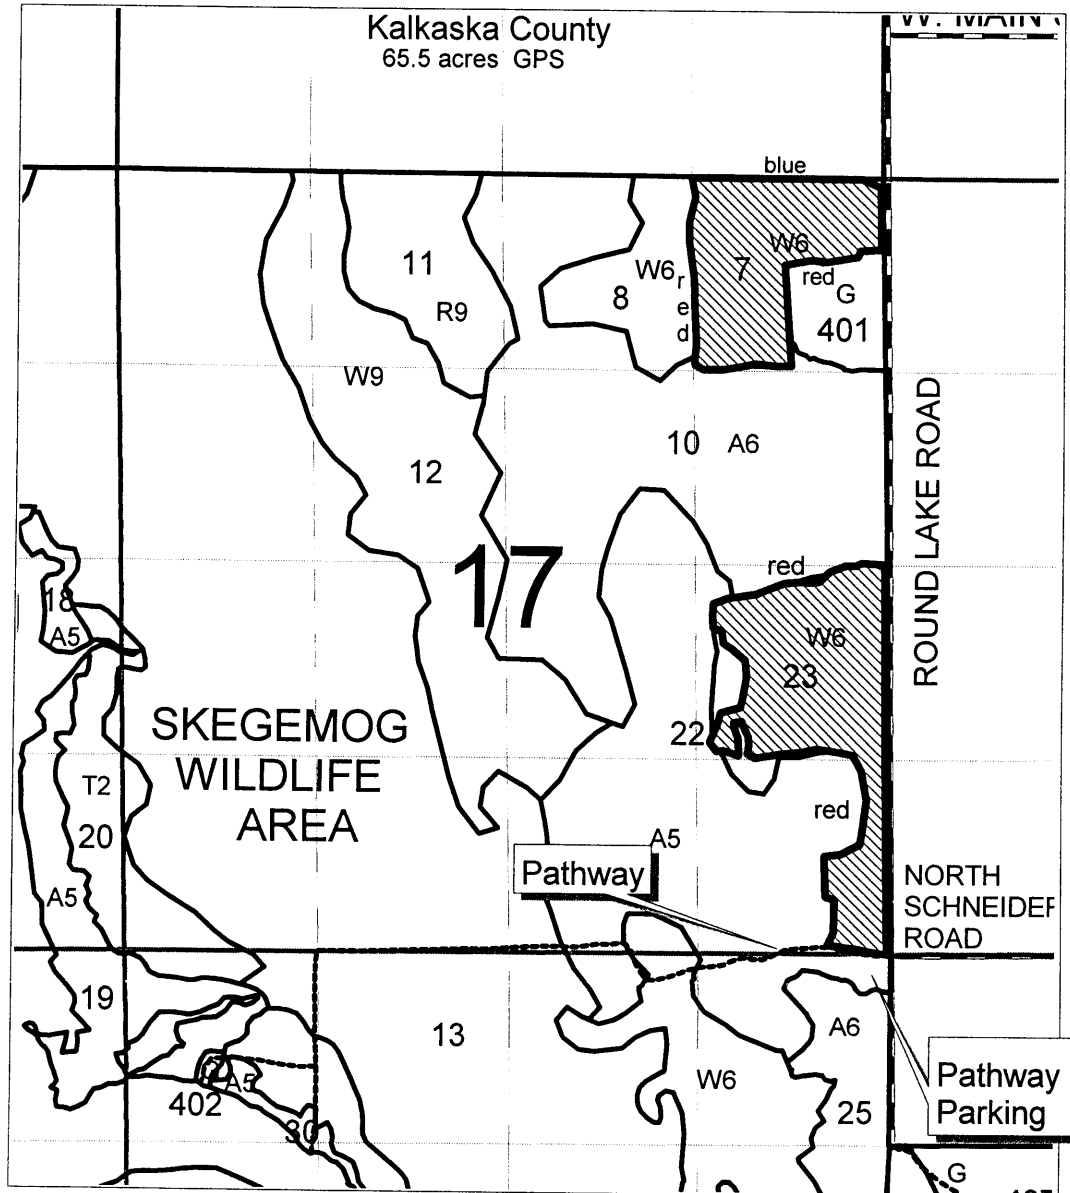 Kalkaska County
65.5 acres GPS
W. MAIN
blue
11
W6
7
W6
8
red
red
G
401
R9
W9
10
A6
12
ROUND LAKE ROAD
17
red
18
A5
W6
23
22
SKEGEMOG
WILDLIFE
AREA
T2
20
red
A5
Pathway
A5
NORTH
SCHNEIDER
ROAD
19
13
A6
W6
A5
402
30
25
Pathway
Parking
G